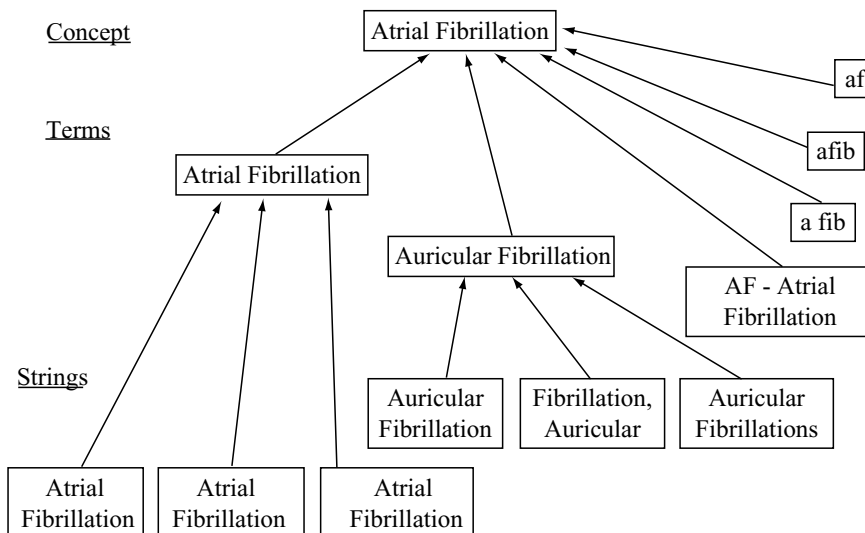 Concept
Atrial Fibrillation
af
Terms
afib
Atrial Fibrillation
a fib
Auricular Fibrillation
AF - Atrial
Fibrillation
Strings
Auricular
Fibrillation
Fibrillation,
Auricular
Auricular
Fibrillations
Atrial
Fibrillation
Atrial
Fibrillation
Atrial
Fibrillation